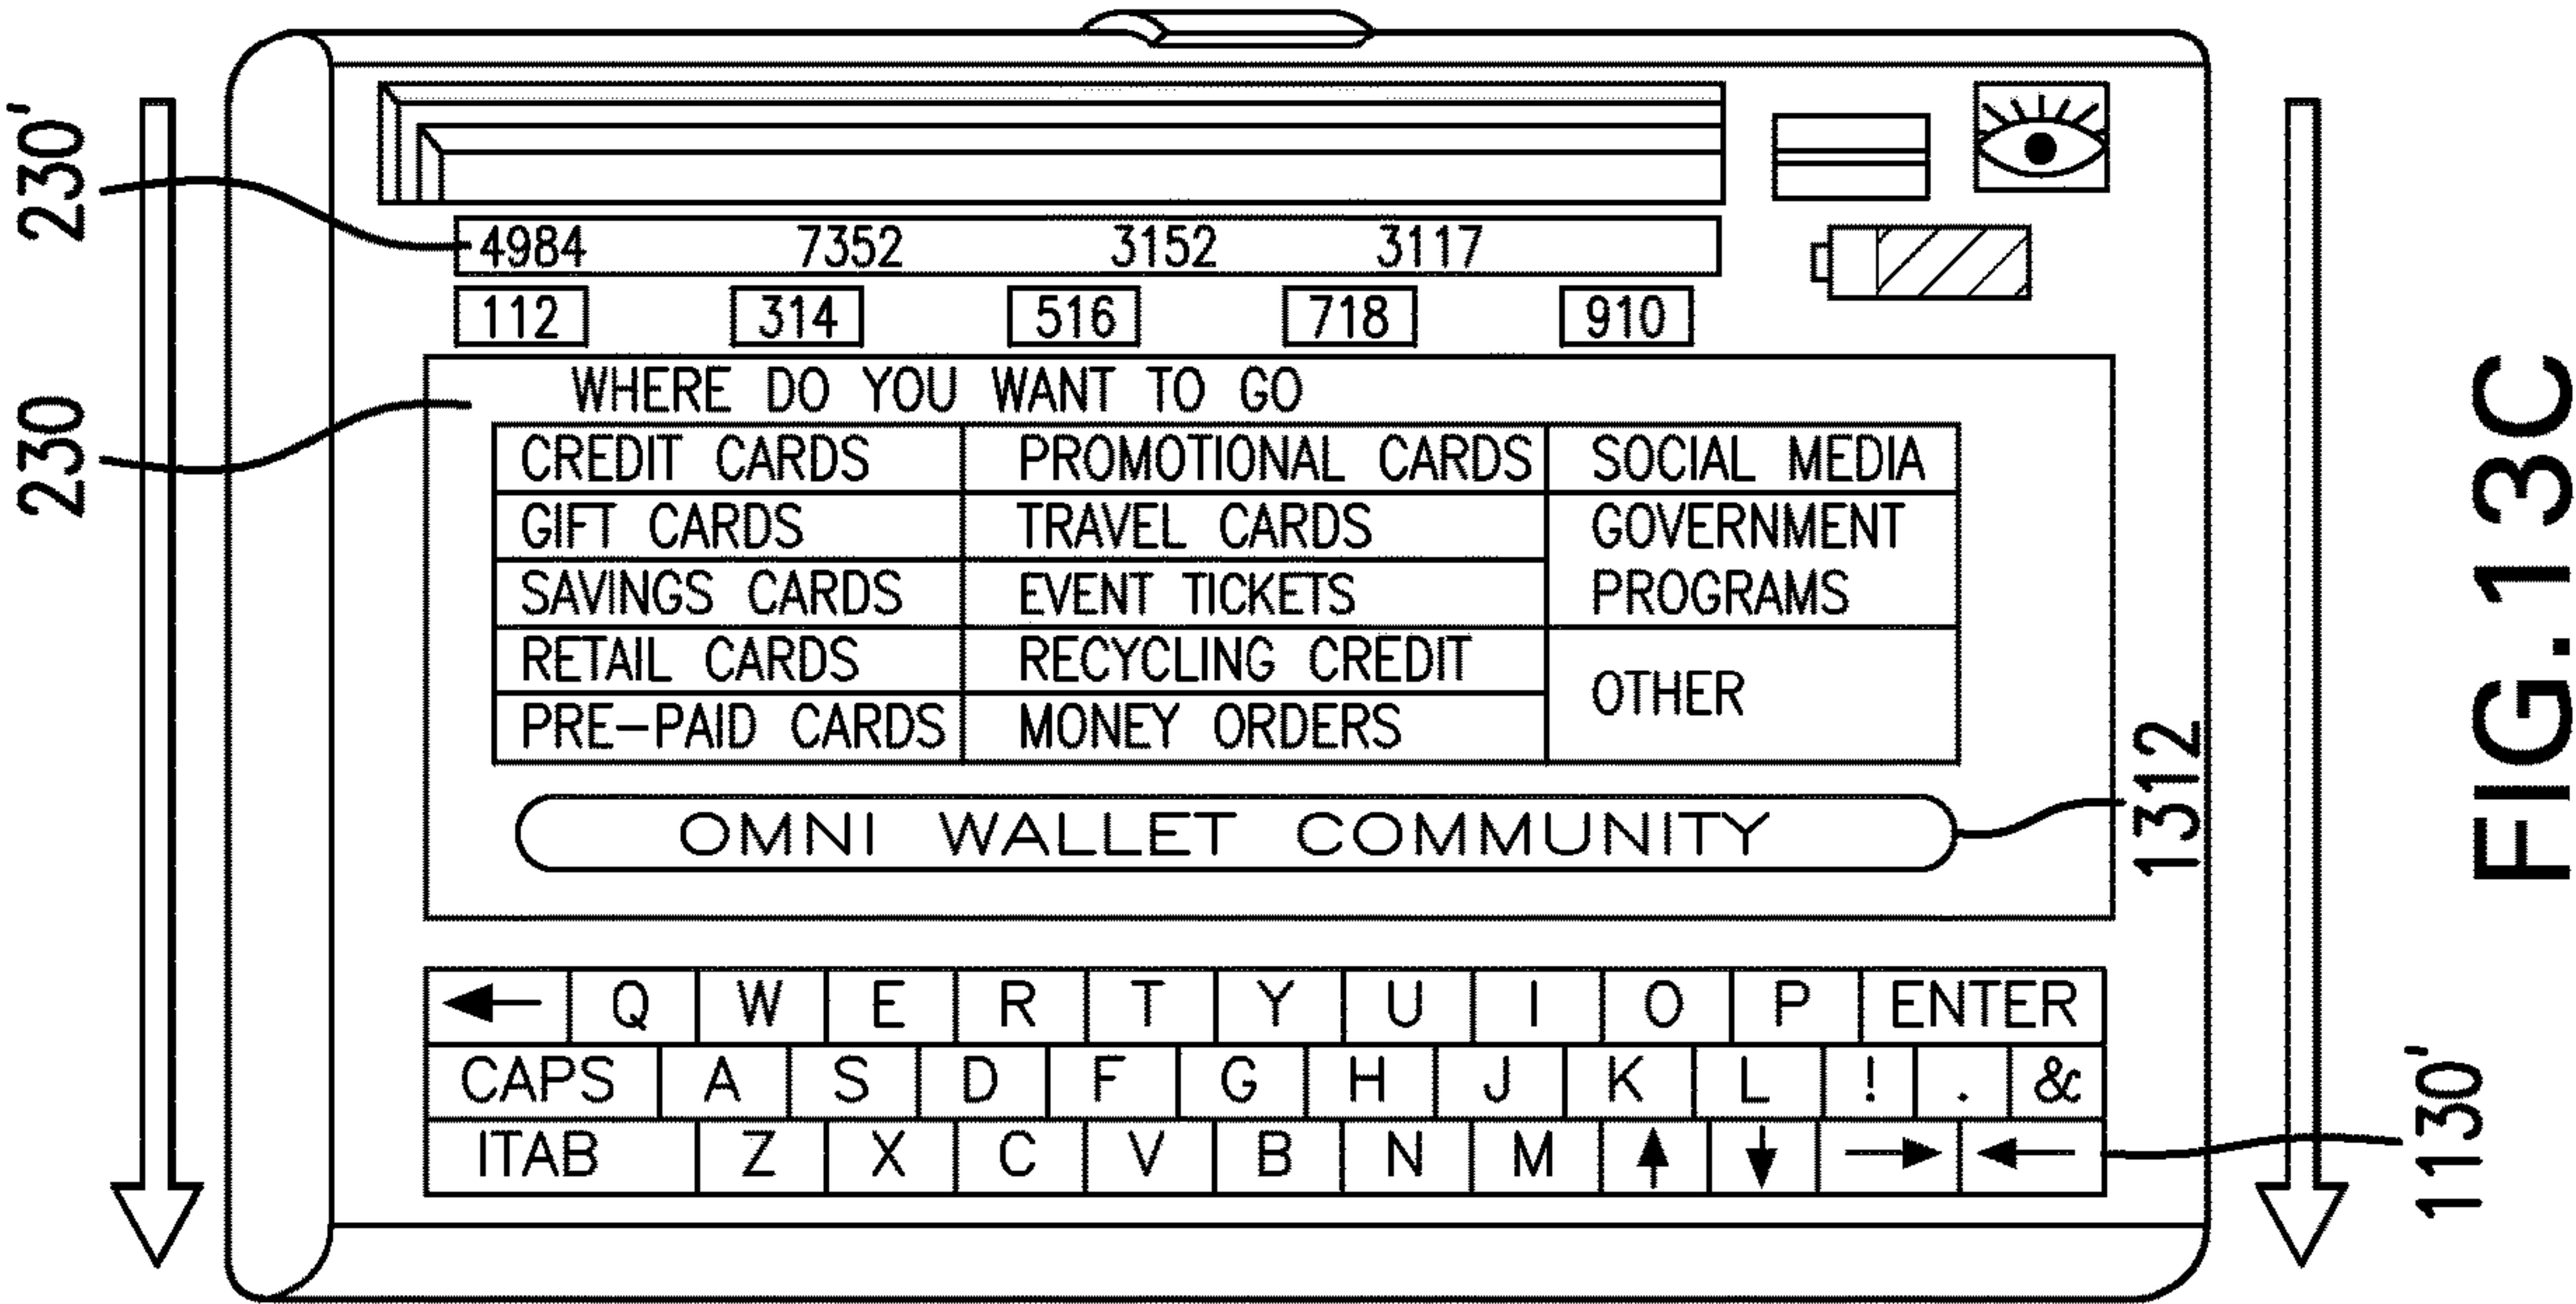 230'
4984 7352 3152 3117
112 314 516 718 910
230
WHERE DO YOU WANT TO GO
CREDIT CARDS PROMOTIONAL CARDS SOCIAL MEDIA
GIFT CARDS TRAVEL CARDS GOVERNMENT
SAVINGS CARDS EVENT TICKETS PROGRAMS
RETAIL CARDS RECYCLING CREDIT
OTHER
PRE-PAID CARDS MONEY ORDERS
OMNI WALLET COMMUNITY
1312
← Q W E R T Y U I O P ENTER
CAPS A S D F G H J K L ! . &
ITAB Z X C V B N M ↑ ↓ → ←
1130'
FIG.13C